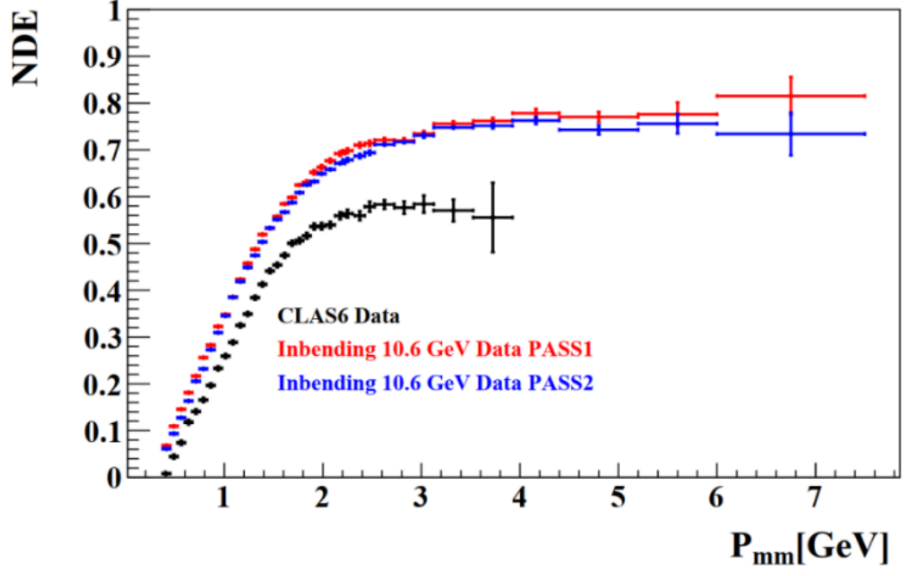 NDE
1
0.9
0.8
0.7
0.6
0.5
0.4
0.3
0.2
0.1
0
CLAS6 Data
Inbending 10.6 GeV Data PASS1
Inbending 10.6 GeV Data PASS2
1 2 3 4 5 6 7
Pmm[GeV]